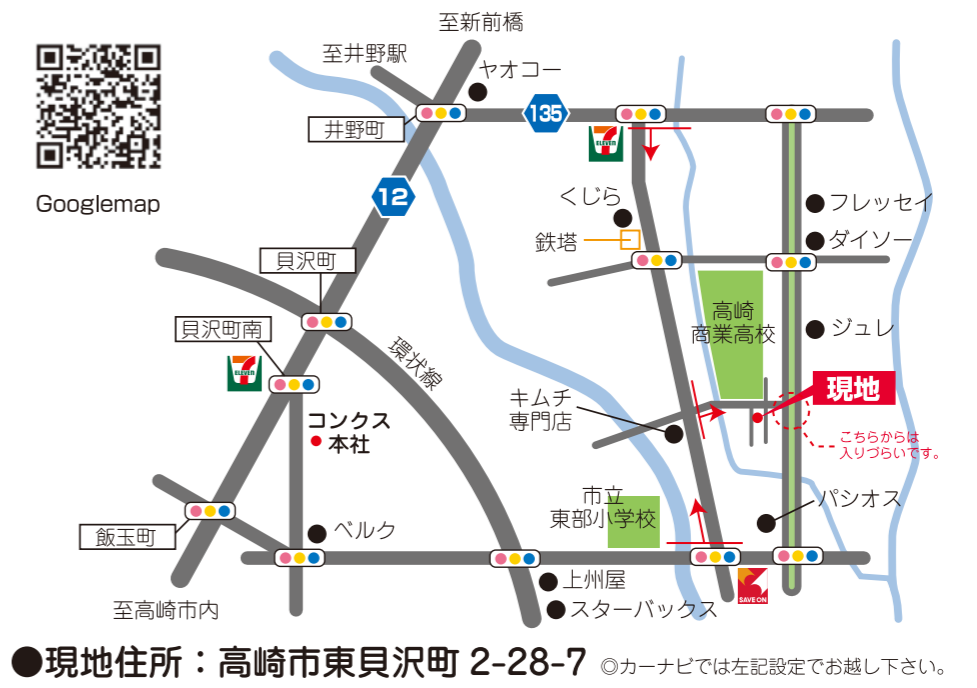 至新前橋
至井野駅
ヤオコー
135
井野町
ELEVEN
Googlemap
12
くじら
フレッセイ
鉄塔
ダイソー
貝沢町
高崎
商業高校
ジュレ
貝沢町南
環状線
ELEVEN
キムチ
専門店
現地
コンクス
本社
こちらからは
入りづらいです。
市立
東部小学校
パシオス
飯玉町
ベルク
上州屋
SAVE ON
スターバックス
至高崎市内
●現地住所：高崎市東貝沢町 2-28-7 ◎カーナビでは左記設定でお越し下さい。